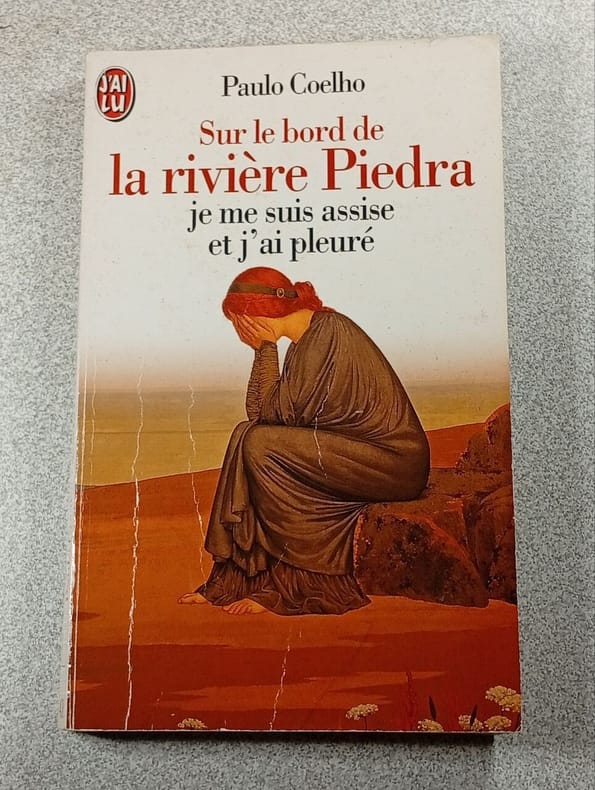 J'AI
LU
Paulo Coelho
Sur le bord de
la rivière Piedra
je me suis assise
et j'ai pleuré